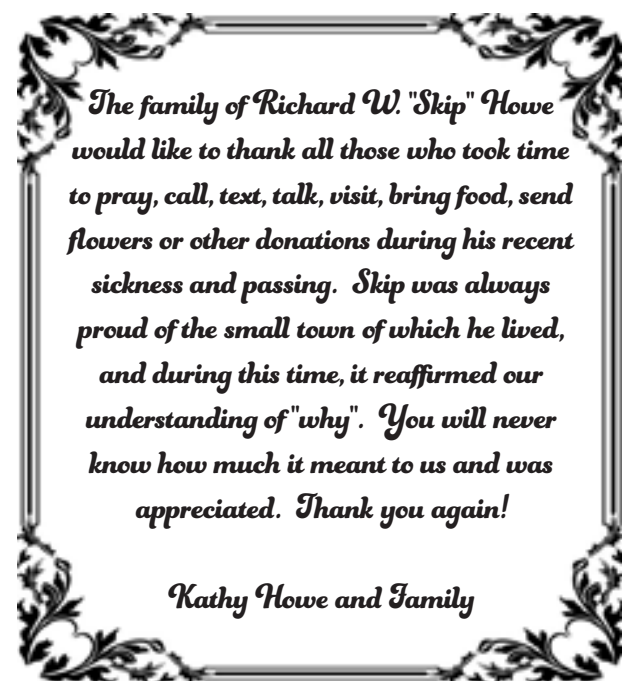 The family of Richard W. "Skip" Howe
would like to thank all those who took time
to pray, call, text, talk, visit, bring food, send
flowers or other donations during his recent
sickness and passing.  Skip was always
proud of the small town of which he lived,
and during this time, it reaffirmed our
understanding of "why".  You will never
know how much it meant to us and was
appreciated.  Thank you again!
Kathy Howe and Family